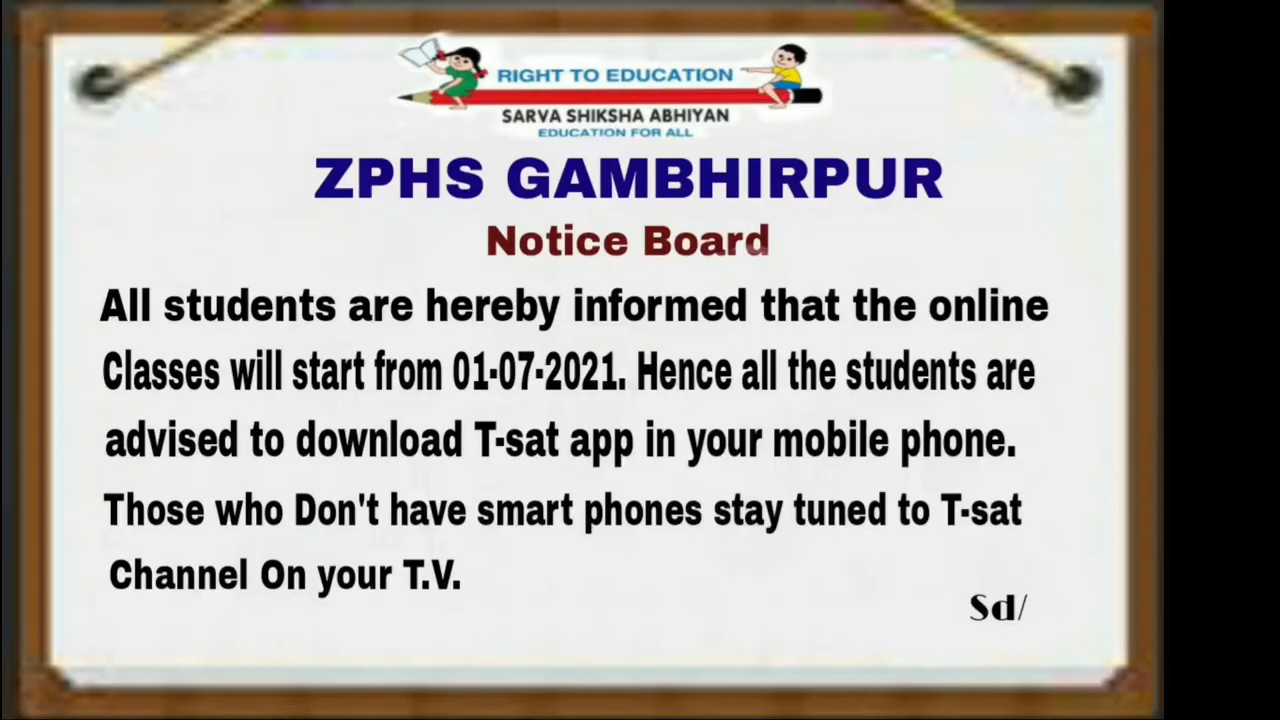 RIGHT TO EDUCATION
SARVA SHIKSHA ABHIYAN
EDUCATION FOR ALL
ZPHS GAMBHIRPUR
Notice Board
All students are hereby informed that the online
Classes will start from 01-07-2021. Hence all the students are
advised to download T-sat app in your mobile phone.
Those who Don't have smart phones stay tuned to T-sat
Channel On your T.V.
Sd/